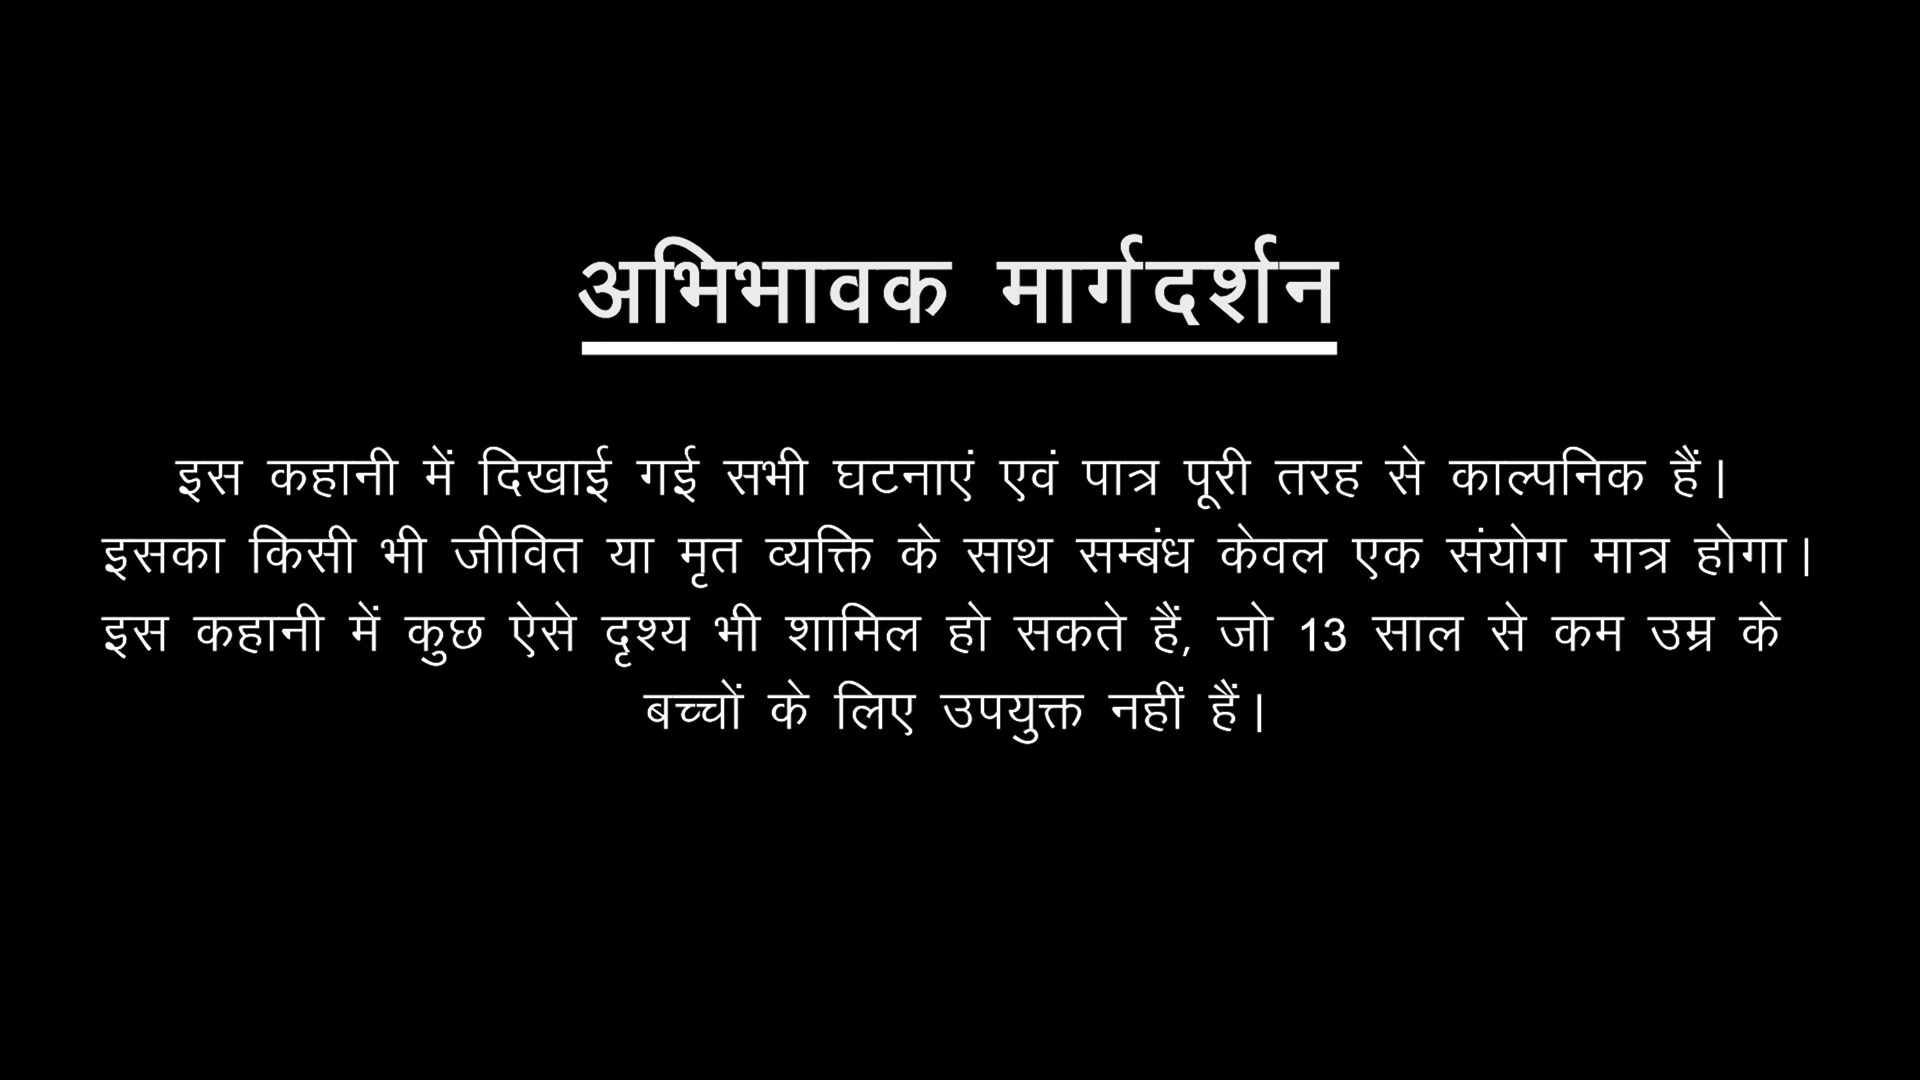 अभिभावक मार्गदर्शन
इस कहानी में दिखाई गई सभी घटनाएं एवं पात्र पूरी तरह से काल्पनिक हैं।
इसका किसी भी जीवित या मृत व्यक्ति के साथ सम्बंध केवल एक संयोग मात्र होगा।
इस कहानी में कुछ ऐसे दृश्य भी शामिल हो सकते हैं, जो 13 साल से कम उम्र के
बच्चों के लिए उपयुक्त नहीं हैं।